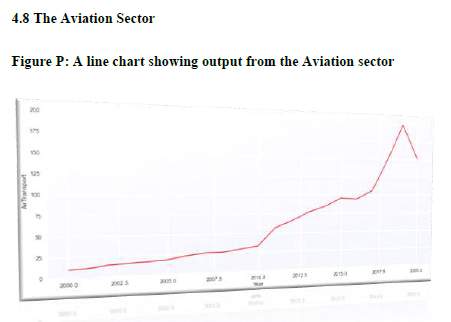 4.8 The Aviation Sector
Figure P: A line chart showing output from the Aviation sector
200
175
150
125
100
75
50
25
0
AirTransport
2000.0 2002.5 2005.0 2007.5 2010.0 2012.5 2015.0 2017.5 2020.0
Year